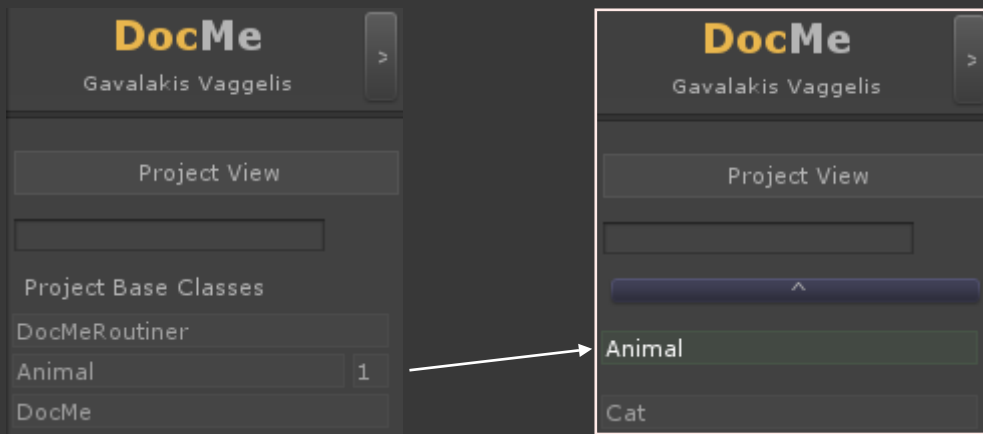 DocMe
>
Gavalakis Vaggelis
Project View
Project Base Classes
DocMeRoutiner
Animal 1
DocMe
DocMe
>
Gavalakis Vaggelis
Project View
^
Animal
Cat